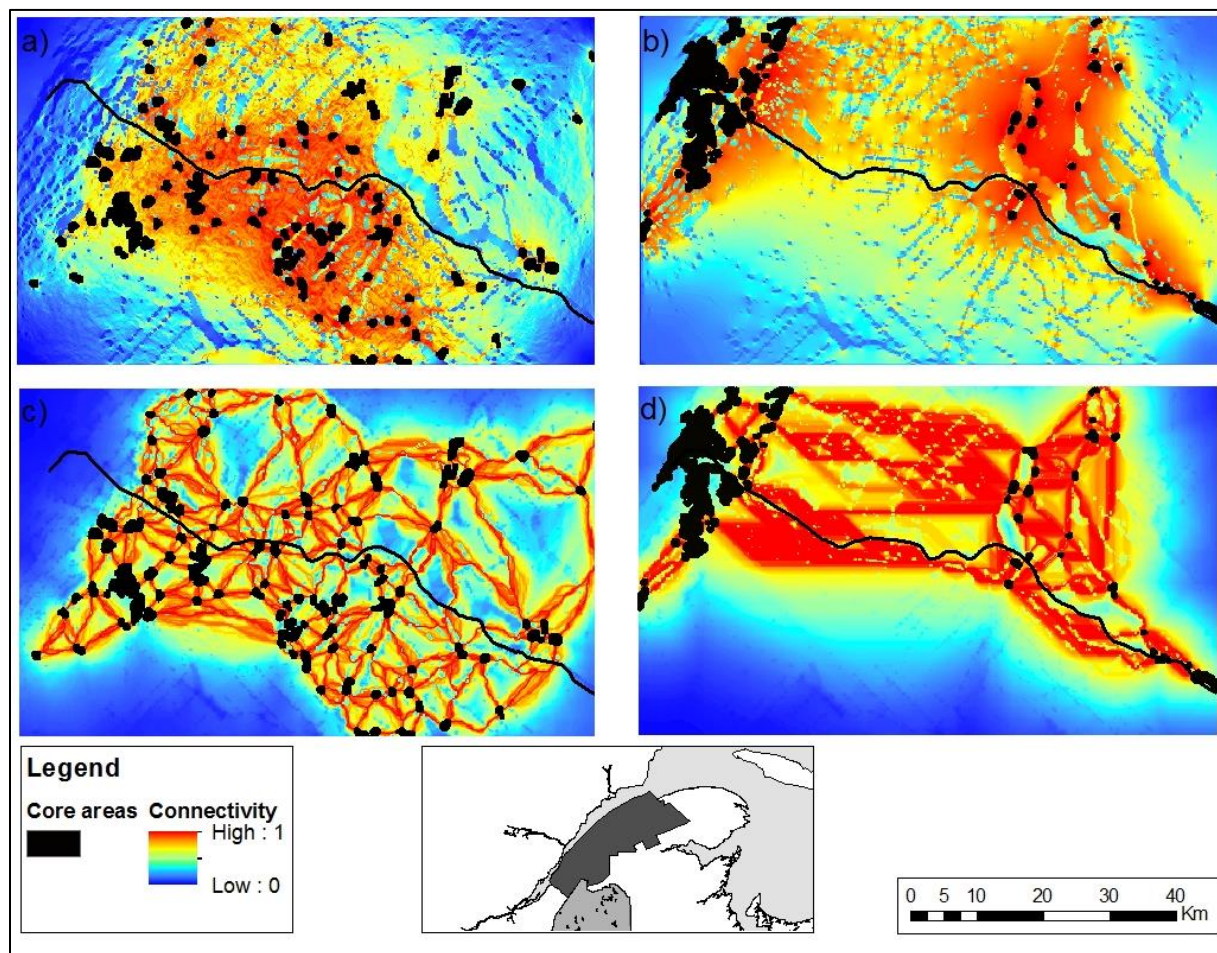 a)
b)
c)
d)
Legend
Core areas Connectivity
High : 1
Low : 0
0 5 10 20 30 40
Km